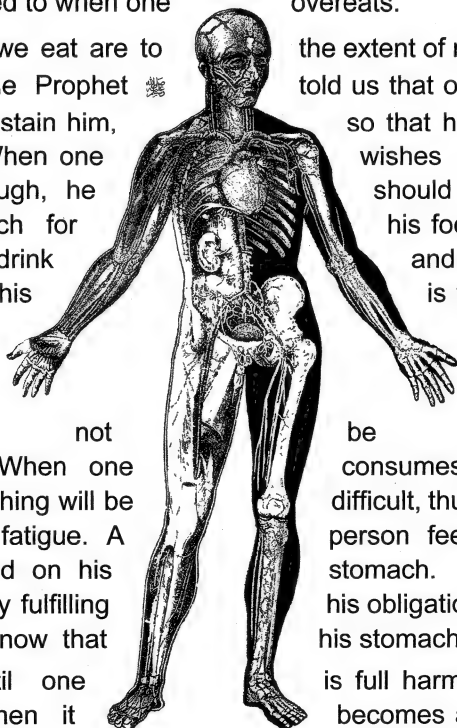 ed to when one overeats.
we eat are to the extent of
e Prophet ﷺ told us that o
stain him, so that h
When one wishes
ugh, he should
ch for his foo
drink and
his is
not be
When one consumes
thing will be difficult, thu
fatigue. A person fee
d on his stomach.
y fulfilling his obligatio
now that his stomach
il one is full harm
hen it becomes a